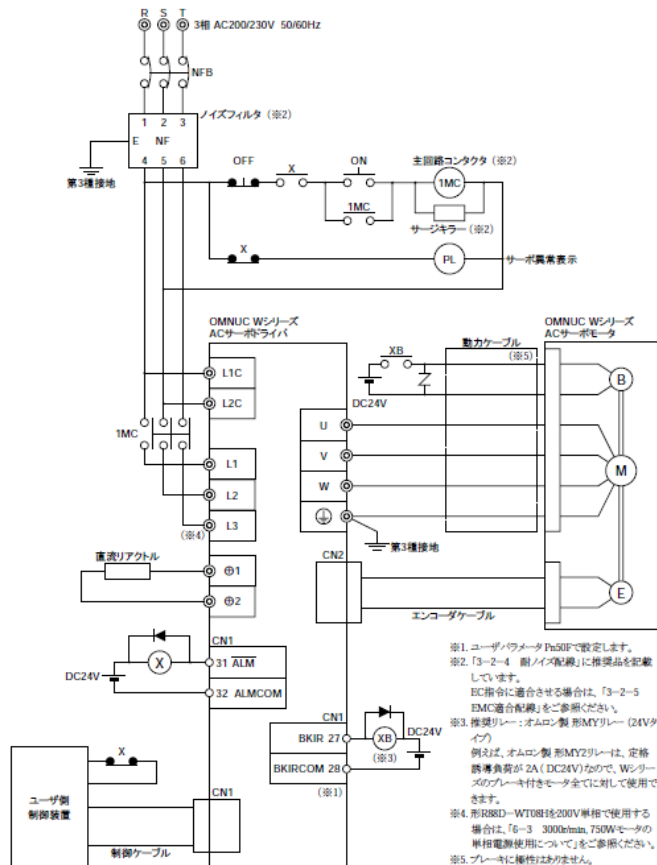 R S T
3相 AC200/230V 50/60Hz
NFB
ノイズフィルタ (※2)
1 2 3
E NF
4 5 6
第3種接地
OFF
X
ON
主回路コンタクタ (※2)
1MC
1MC
サージキラー (※2)
X
PL
サーボ異常表示
OMNUC Wシリーズ
ACサーボドライバ
OMNUC Wシリーズ
ACサーボモータ
XB
動力ケーブル
(※5)
DC24V
B
L1C
L2C
1MC
U
V
W
M
L1
L2
L3
(※4)
第3種接地
直流リアクトル
⊕1
⊕2
CN2
E
エンコーダケーブル
CN1
DC24V
X
31 ALM
32 ALMCOM
CN1
BKIR 27
XB
DC24V
(※3)
BKIRCOM 28
(※1)
X
ユーザ側
制御装置
CN1
制御ケーブル
※1. ユーザパラメータ Pn50Fで設定します。
※2. 「3−2−4 耐ノイズ配線」に推奨品を記載
しています。
EC指令に適合させる場合は、「3−2−5
EMC適合配線」をご参照ください。
※3. 推奨リレー：オムロン製 形MYリレー (24Vタ
イプ)
例えば、オムロン製 形MY2リレーは、定格
誘導負荷が 2A (DC24V)なので、Wシリー
ズのブレーキ付きモータ全てに対して使用で
きます。
※4. 形R88D−WT08Hを200V単相で使用する
場合は、「6−3 3000r/min, 750Wモータの
単相電源使用について」をご参照ください。
※5. ブレーキに極性はありません。